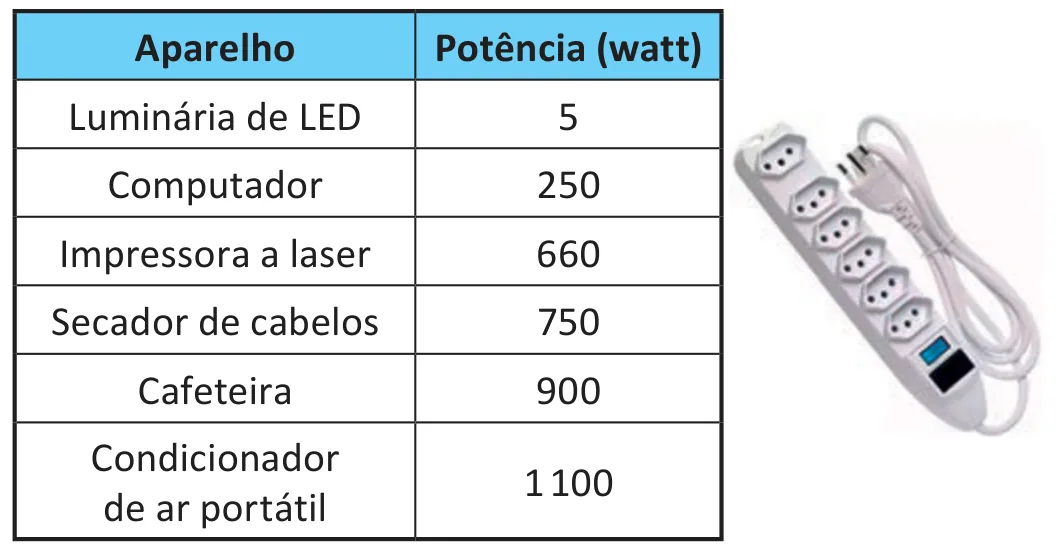 Aparelho Potência (watt)
Luminária de LED 5
Computador 250
Impressora a laser 660
Secador de cabelos 750
Cafeteira 900
Condicionador
de ar portátil 1 100